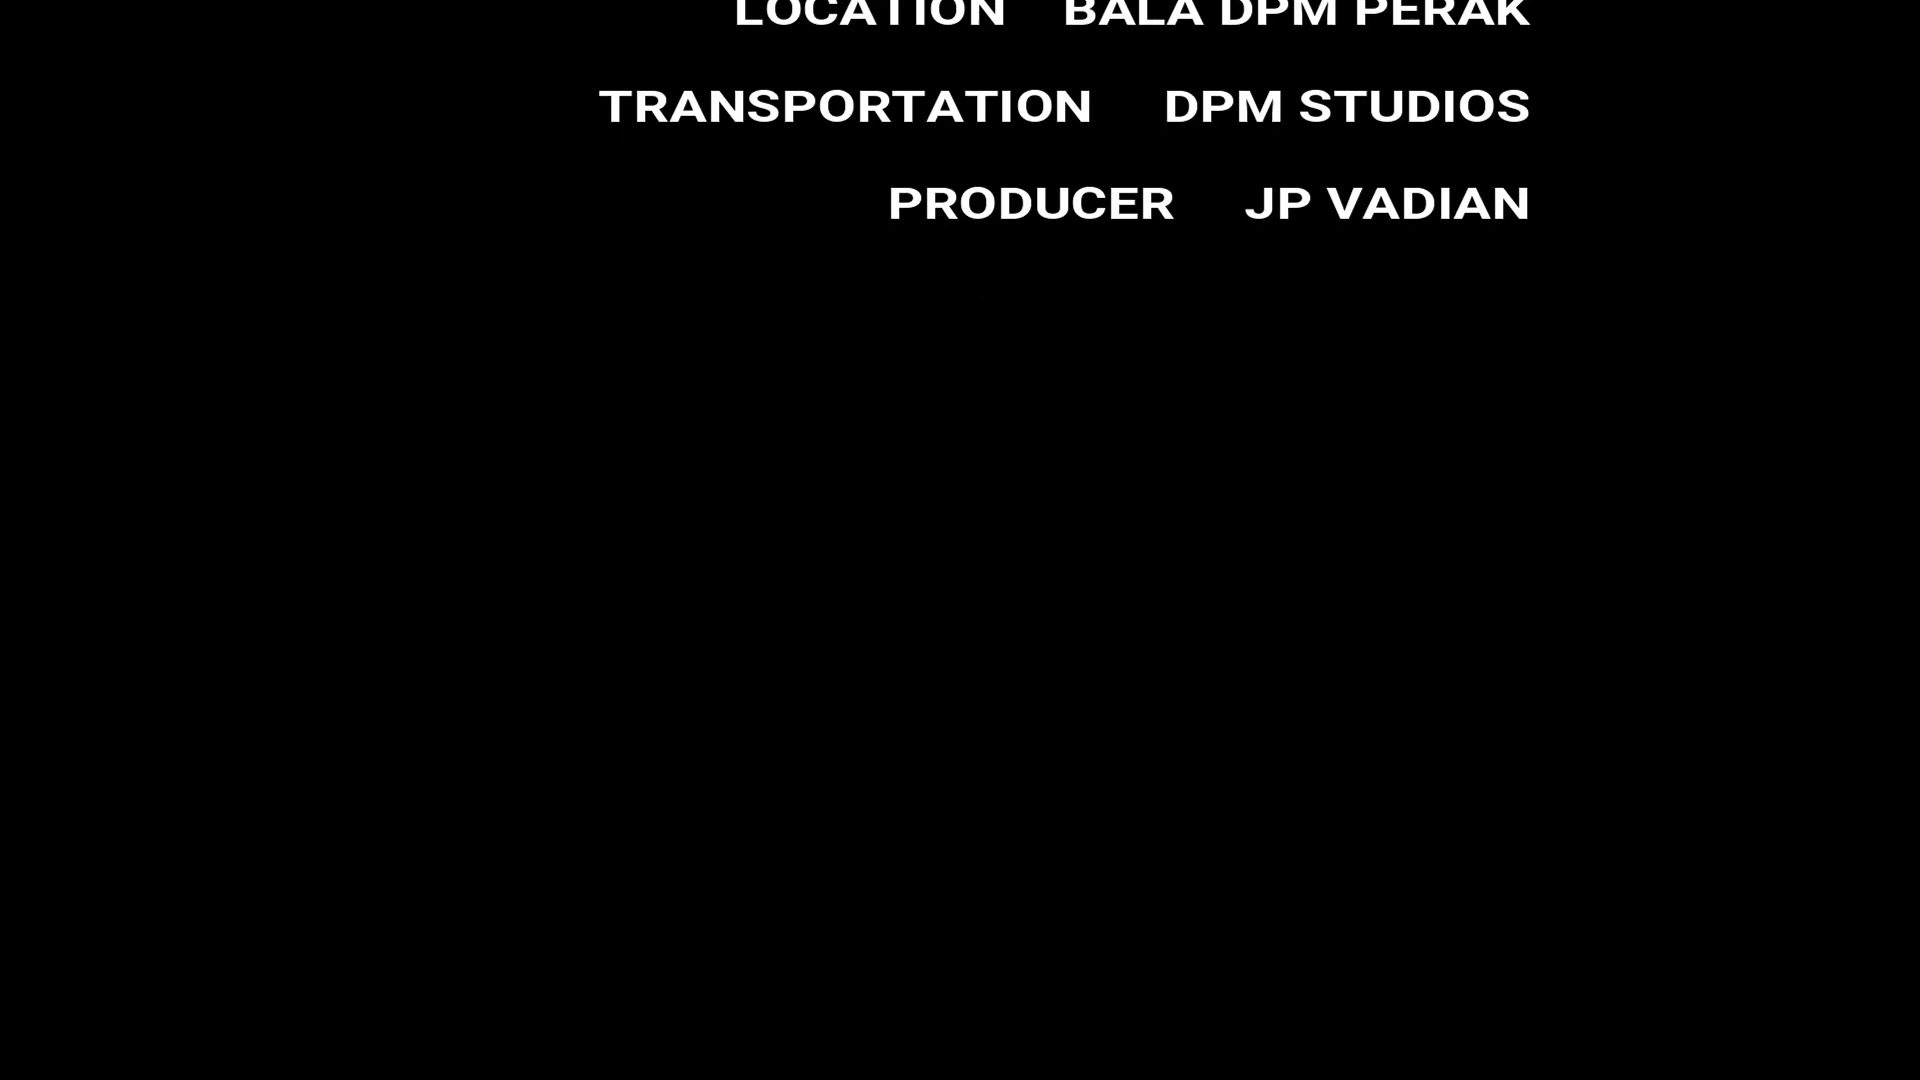 LOCATION BALA DPM PERAK
TRANSPORTATION DPM STUDIOS
PRODUCER JP VADIAN